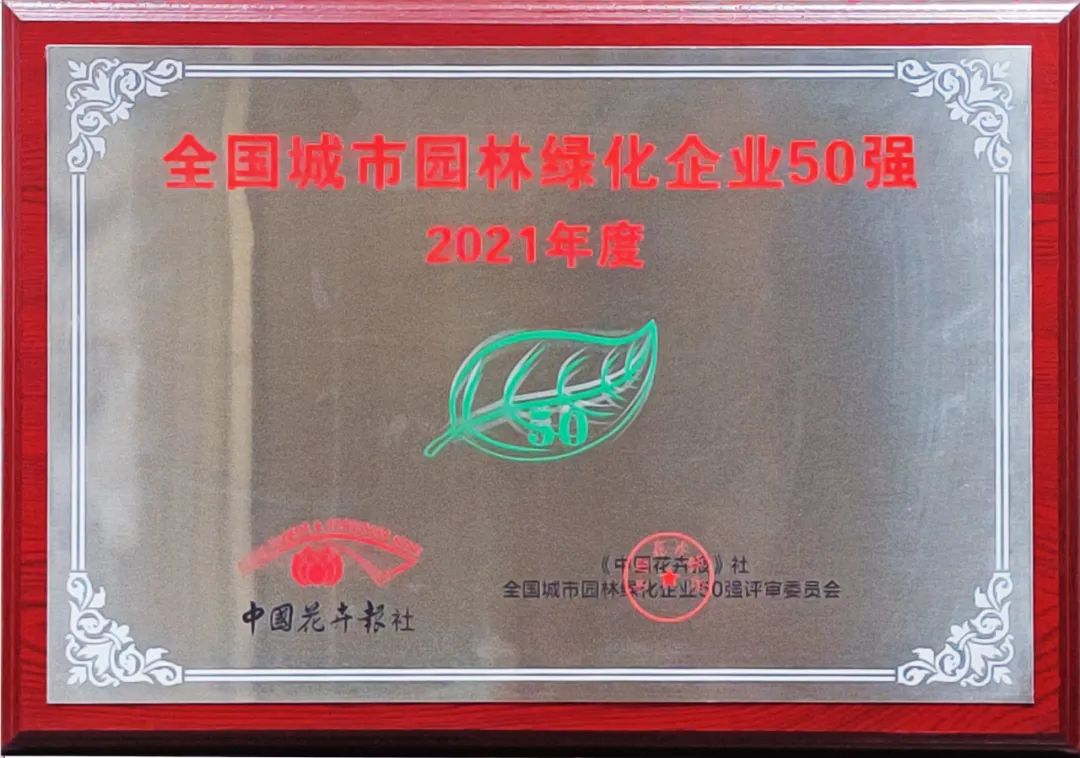 全国城市园林绿化企业50强
2021年度
50
中國花卉報社
《中国花卉报》社
全国城市园林绿化企业50强评审委员会